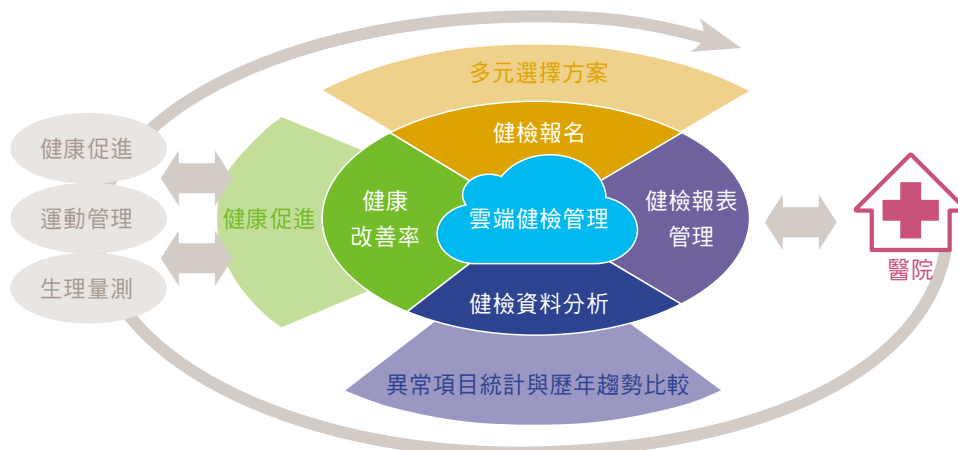 多元選擇方案
健檢報名
健康促進
運動管理
生理量測
健康促進
健康
改善率
雲端健檢管理
健檢報表
管理
醫院
健檢資料分析
異常項目統計與歷年趨勢比較